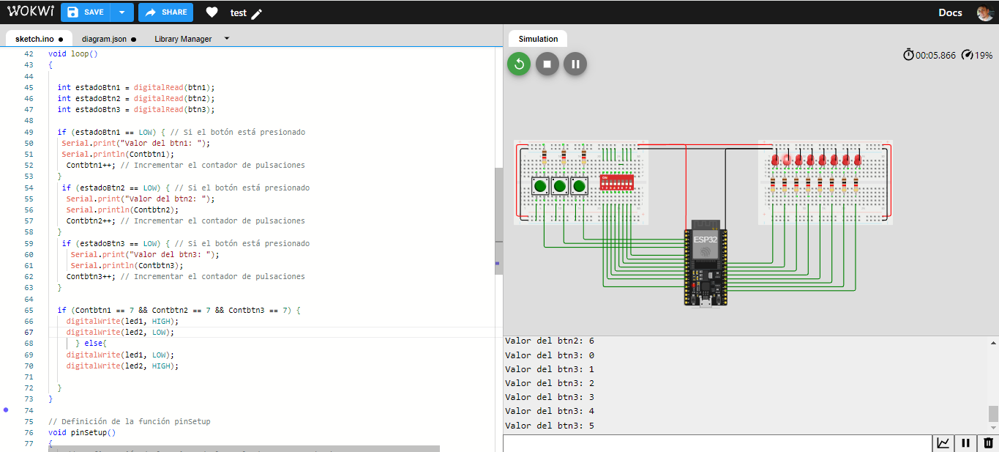 WOKWI SAVE SHARE test Docs
sketch.ino diagram.json Library Manager
Simulation
00:05.866 19%
42 void loop()
43 {
44
45 int estadoBtn1 = digitalRead(btn1);
46 int estadoBtn2 = digitalRead(btn2);
47 int estadoBtn3 = digitalRead(btn3);
48
49 if (estadoBtn1 == LOW) { // Si el botón está presionado
50 Serial.print("Valor del btn1: ");
51 Serial.println(Contbtn1);
52 Contbtn1++; // Incrementar el contador de pulsaciones
53 }
54 if (estadoBtn2 == LOW) { // Si el botón está presionado
55 Serial.print("Valor del btn2: ");
56 Serial.println(Contbtn2);
57 Contbtn2++; // Incrementar el contador de pulsaciones
58 }
59 if (estadoBtn3 == LOW) { // Si el botón está presionado
60 Serial.print("Valor del btn3: ");
61 Serial.println(Contbtn3);
62 Contbtn3++; // Incrementar el contador de pulsaciones
63 }
64
65 if (Contbtn1 == 7 && Contbtn2 == 7 && Contbtn3 == 7) {
66 digitalWrite(led1, HIGH);
67 digitalWrite(led2, LOW);
68 } else{
69 digitalWrite(led1, LOW);
70 digitalWrite(led2, HIGH);
71
72 }
73 }
74
75 // Definición de la función pinSetup
76 void pinSetup()
77 {
ESP32
Valor del btn2: 6
Valor del btn3: 0
Valor del btn3: 1
Valor del btn3: 2
Valor del btn3: 3
Valor del btn3: 4
Valor del btn3: 5